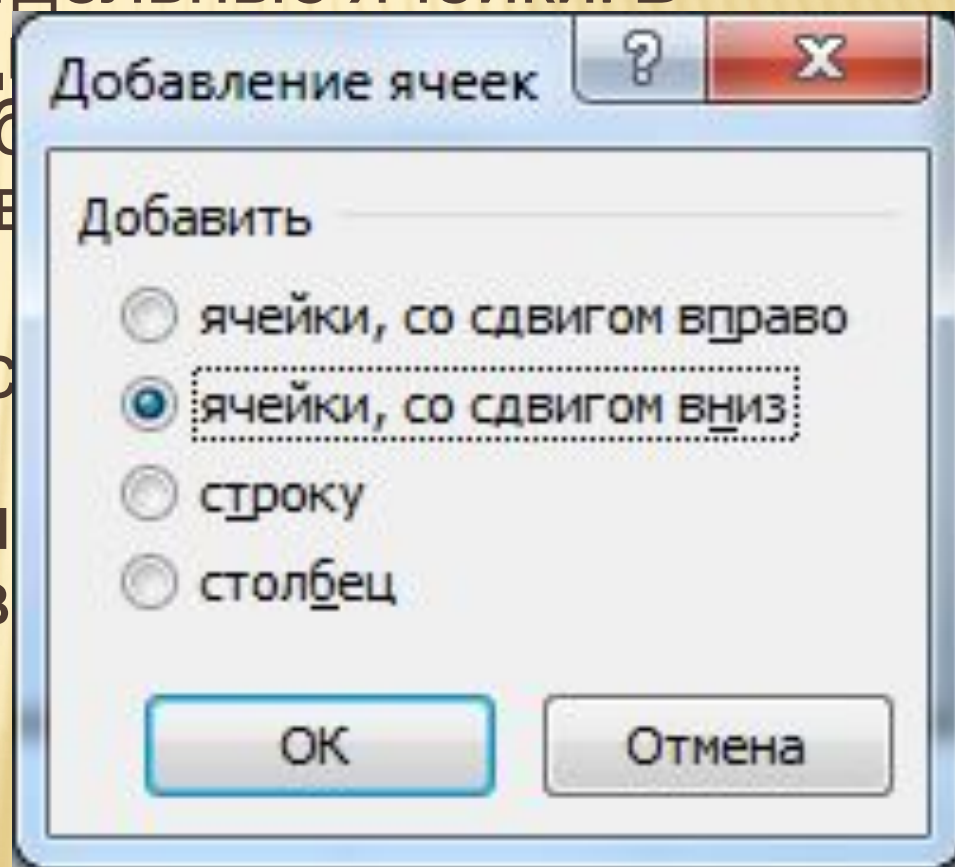 Добавление ячеек
Добавить
ячейки, со сдвигом вправо
ячейки, со сдвигом вниз
строку
столбец
ОК
Отмена